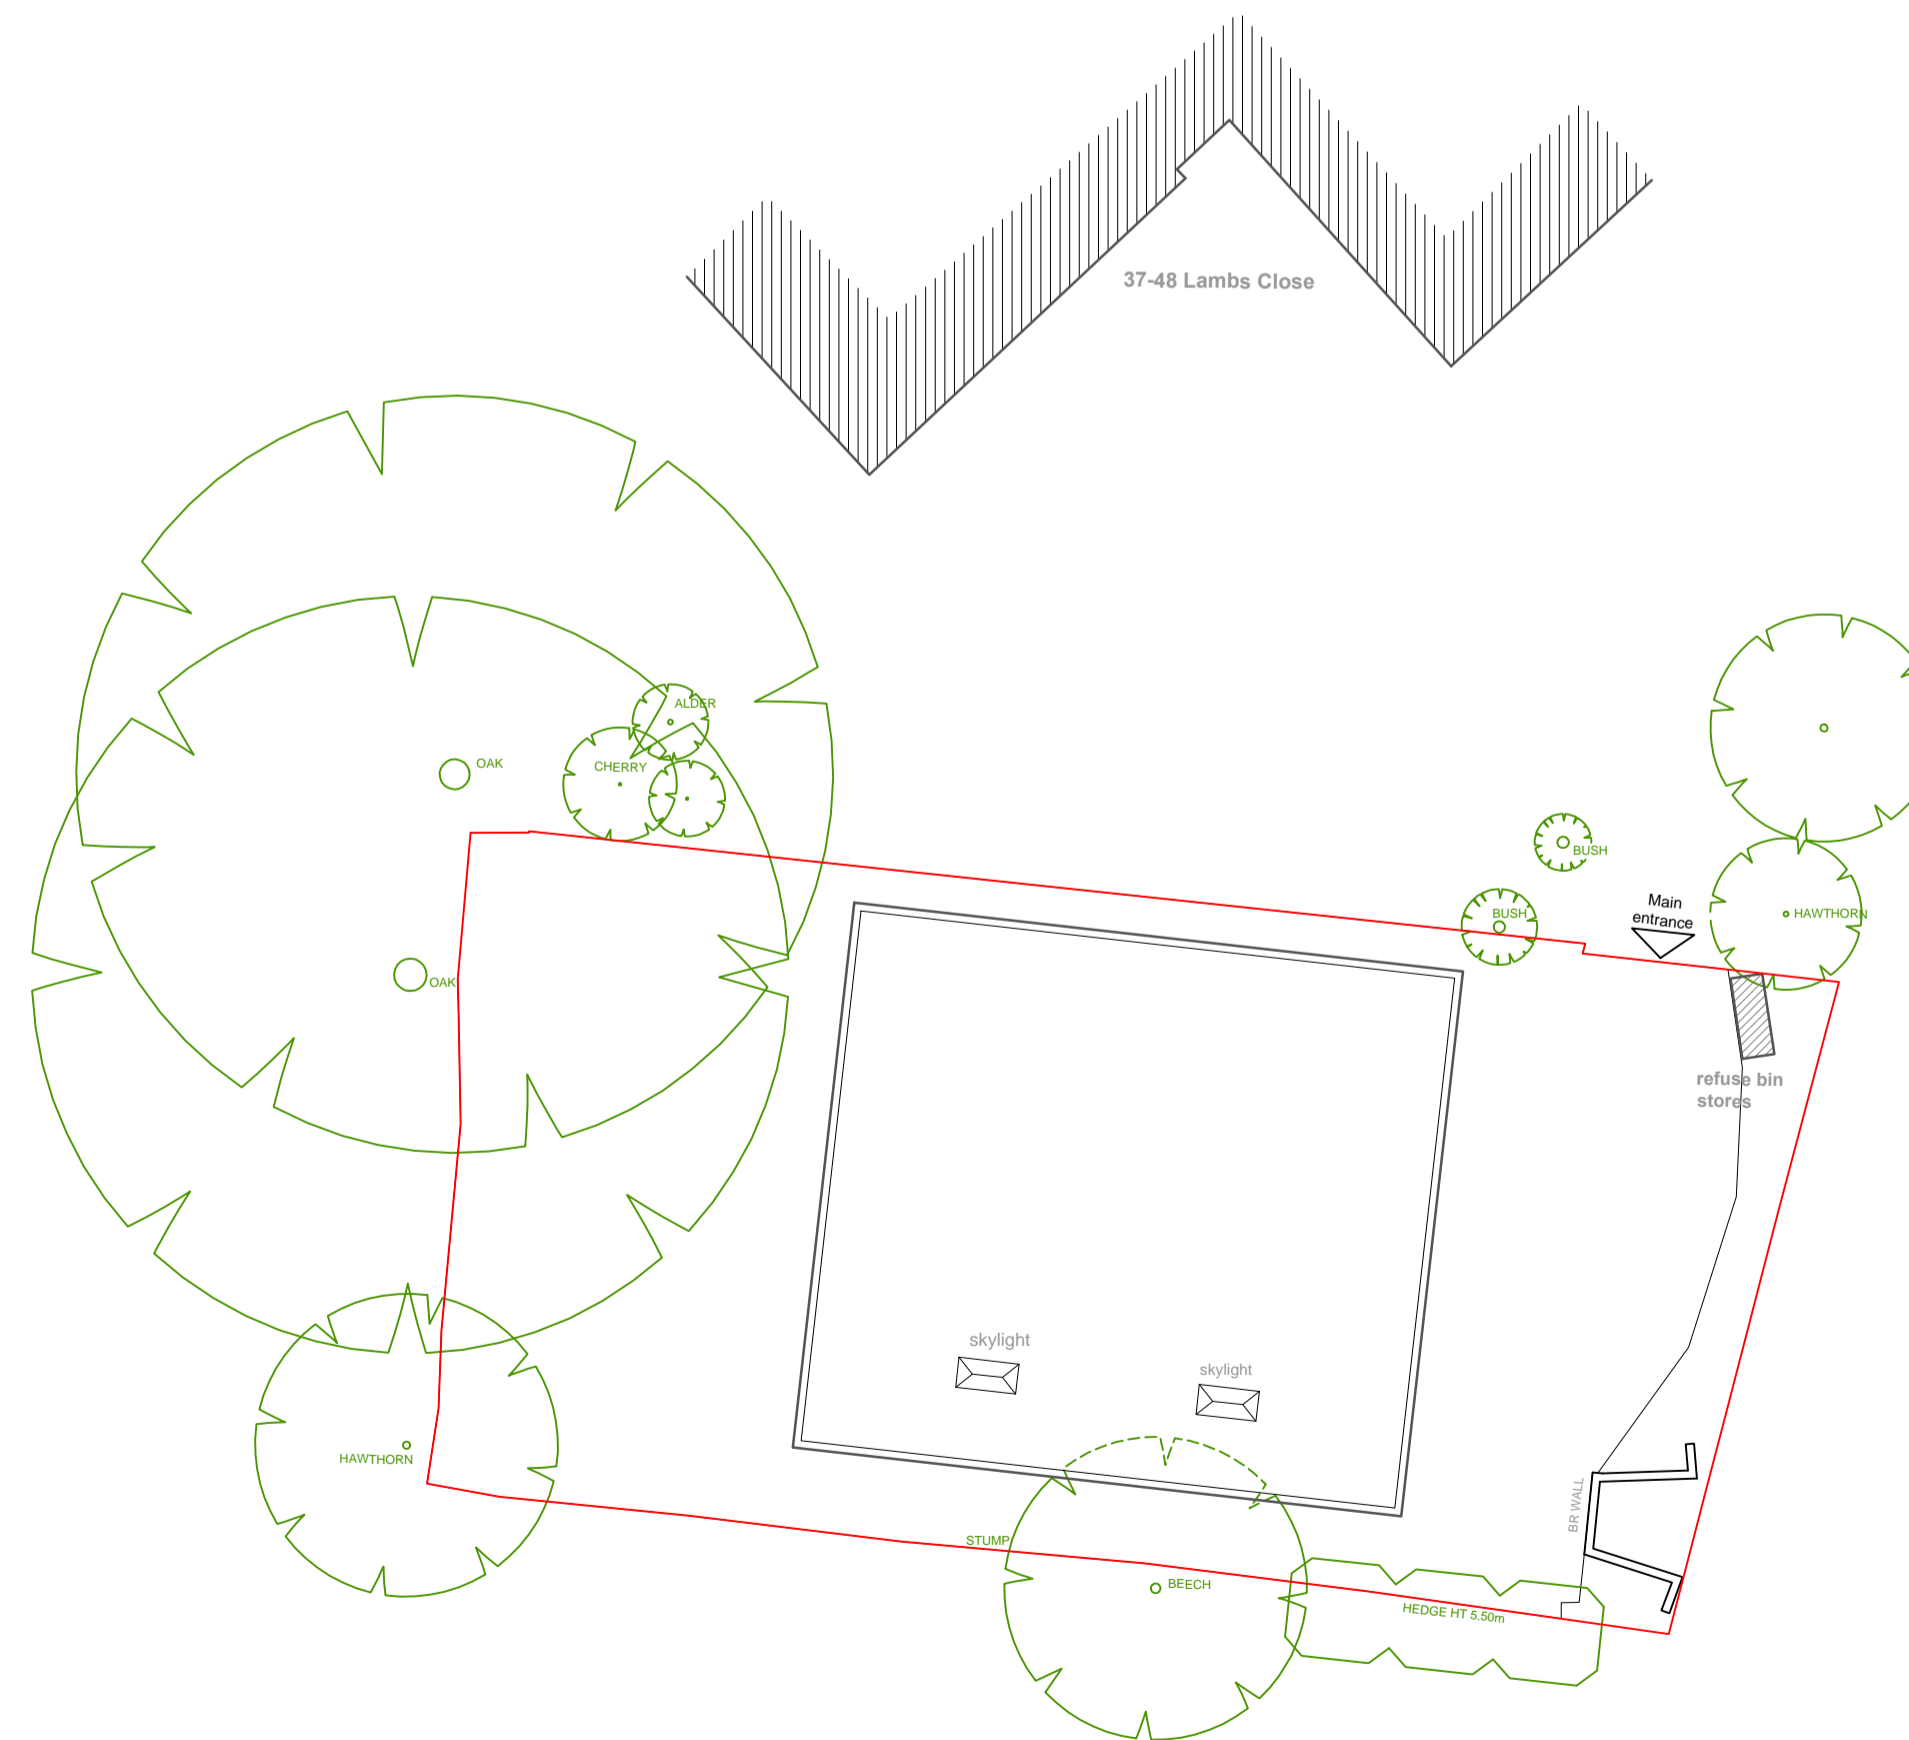 37-48 Lambs Close
ALDER
OAK
CHERRY
BUSH
Main
entrance
BUSH
HAWTHORN
OAK
refuse bin
stores
skylight
skylight
HAWTHORN
BR WALL
STUMP
BEECH
HEDGE HT 5.50m